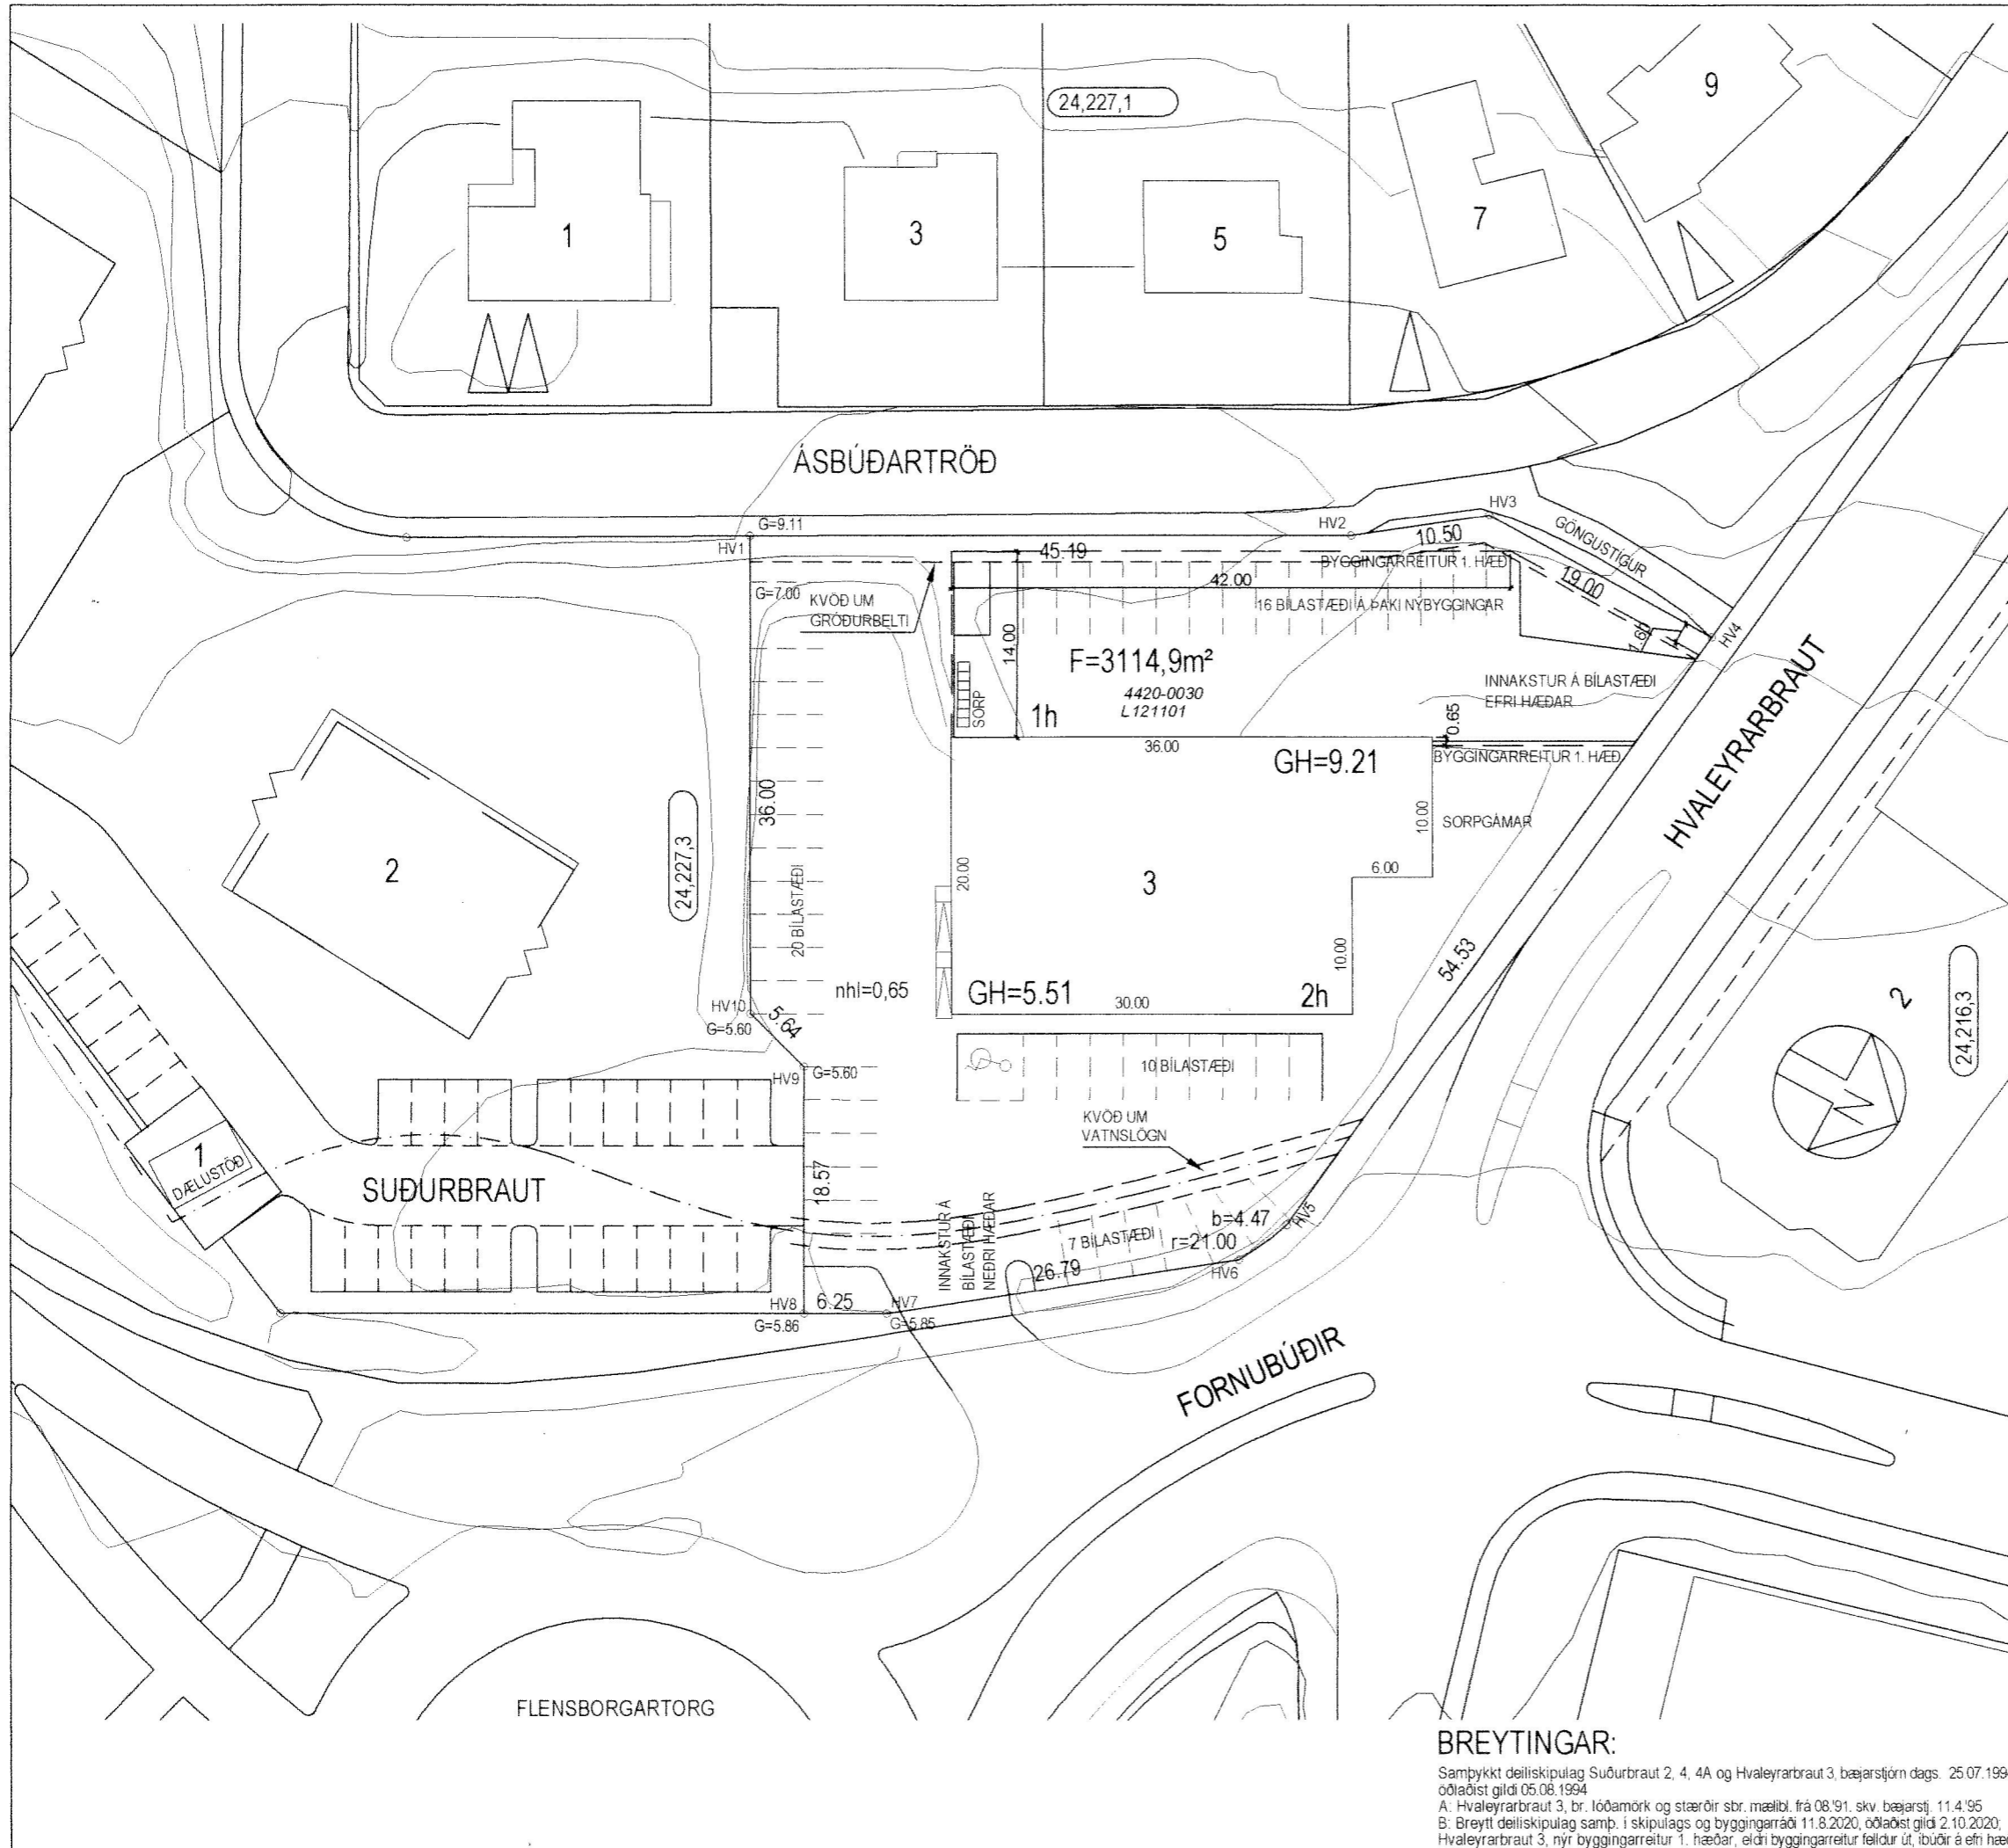 24,227,1
9
1
3
5
7
ÁSBÚÐARTRÖÐ
G=9.11
HV1
HV2
HV3
10.50
GÖNGUSTÍGUR
45.19
BYGGINGARREITUR 1. HÆÐ
19.00
42.00
G=7.00
KVÖÐ UM
GRÓÐURBELTI
16 BÍLASTÆÐI Á ÞAKI NÝBYGGINGAR
14.00
1.60
HV4
F=3114,9m²
4420-0030
L121101
INNAKSTUR Á BÍLASTÆÐI
EFRI HÆÐAR
SORP
1h
0.65
36.00
GH=9.21
BYGGINGARREITUR 1. HÆÐ
HVALEYRARBRAUT
36.00
10.00
SORPGÁMAR
24,227,3
2
20.00
3
6.00
20 BÍLASTÆÐI
54.53
10.00
nhl=0,65
GH=5.51
30.00
2h
2
24,216,3
HV10
G=5.60
5.64
HV9
G=5.60
10 BÍLASTÆÐI
KVÖÐ UM
VATNSLÖGN
1
DÆLUSTÖÐ
SUÐURBRAUT
18.57
INNAKSTUR Á
BÍLASTÆÐI
NEÐRI HÆÐAR
7 BÍLASTÆÐI
b=4.47
r=21.00
HV5
HV6
26.79
HV8
6.25
HV7
G=5.86
G=5.85
FORNUBÚÐIR
FLENSBORGARTORG
BREYTINGAR:
Samþykkt deiliskipulag Suðurbraut 2, 4, 4A og Hvaleyrarbraut 3, bæjarstjórn dags. 25.07.199
öðlaðist gildi 05.08.1994
A: Hvaleyrarbraut 3, br. lóðamörk og stærðir sbr. mælibl. frá 08.'91. skv. bæjarstj. 11.4.'95
B: Breytt deiliskipulag samþ. í skipulags og byggingarráði 11.8.2020, öðlaðist gildi 2.10.2020;
Hvaleyrarbraut 3, nýr byggingarreitur 1. hæðar, eldri byggingarreitur felldur út, íbúðir á efri hæð